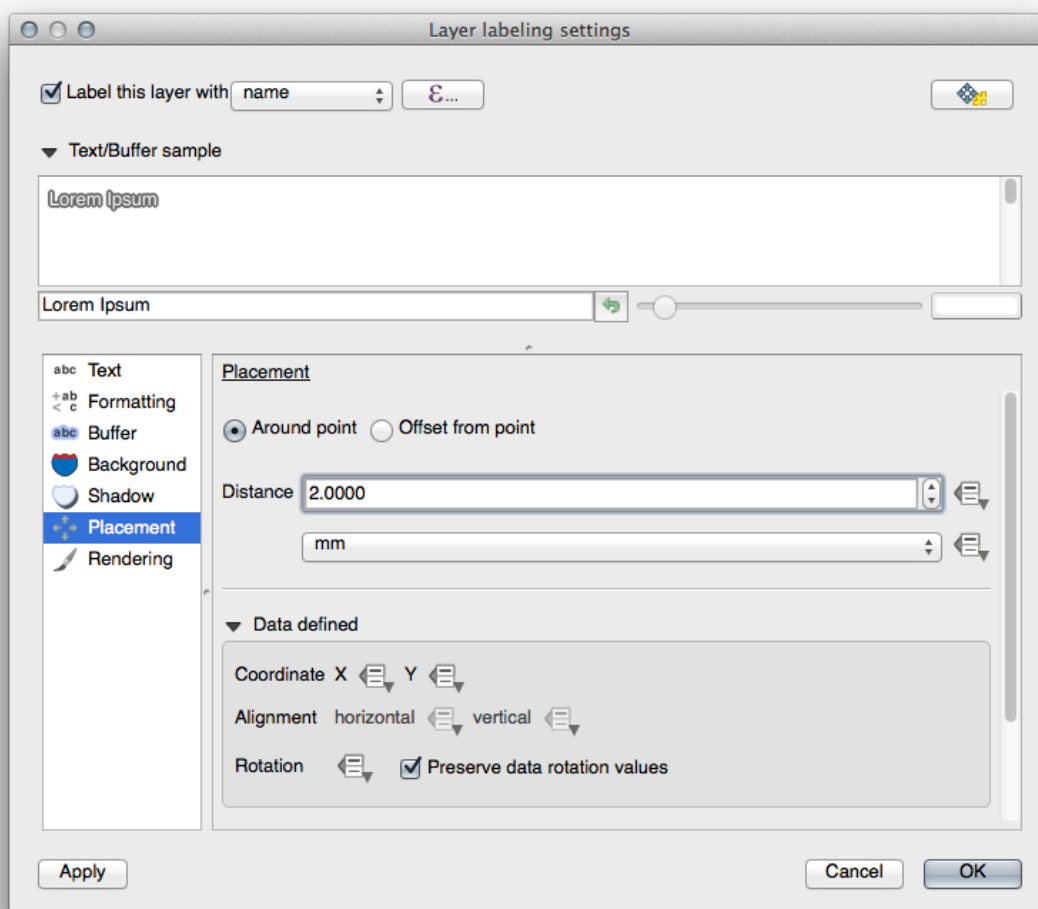 Layer labeling settings
Label this layer with name ε...
Text/Buffer sample
Lorem Ipsum
Lorem Ipsum
abc Text
+ab < c Formatting
abc Buffer
Background
Shadow
Placement
Rendering
Placement
Around point Offset from point
Distance 2.0000
mm
Data defined
Coordinate X Y
Alignment horizontal vertical
Rotation Preserve data rotation values
Apply Cancel OK